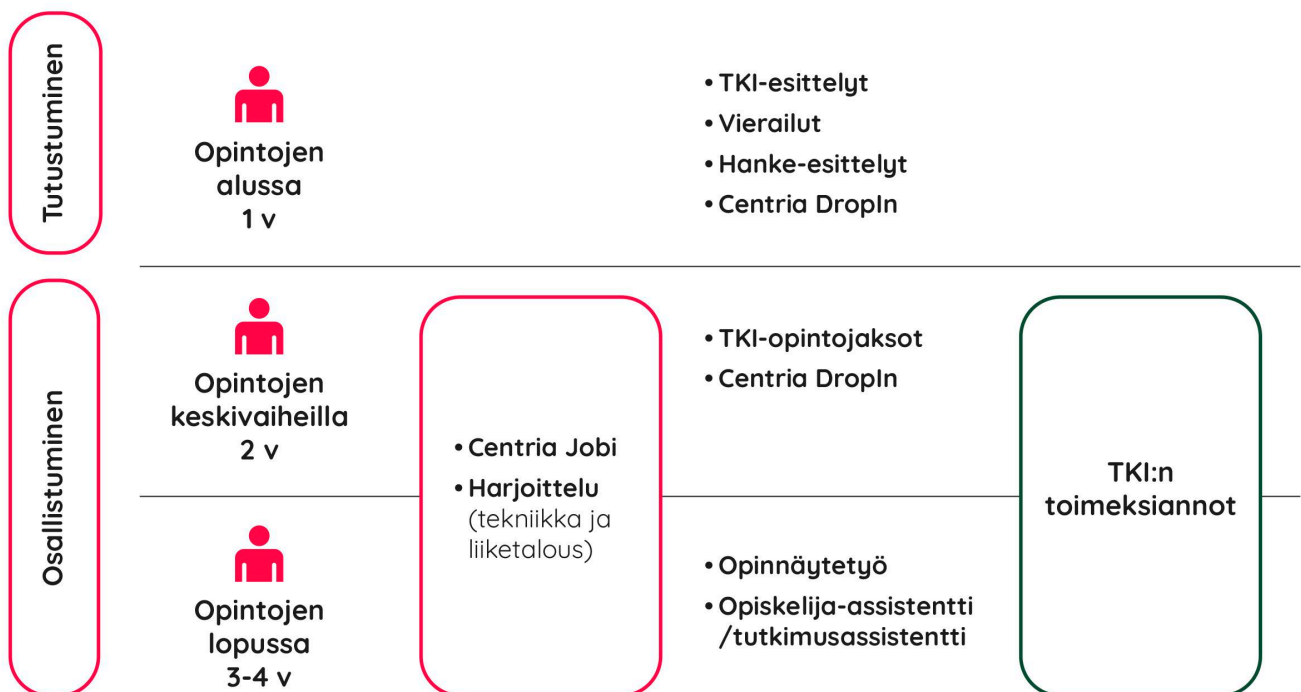 Tutustuminen
Opintojen
alussa
1 v
• TKI-esittelyt
• Vierailut
• Hanke-esittelyt
• Centria DropIn
Osallistuminen
Opintojen
keskivaiheilla
2 v
• Centria Jobi
• Harjoittelu
(tekniikka ja
liiketalous)
• TKI-opintojaksot
• Centria DropIn
TKI:n
toimeksiannot
Opintojen
lopussa
3-4 v
• Opinnäytetyö
• Opiskelija-assistentti
/tutkimusassistentti